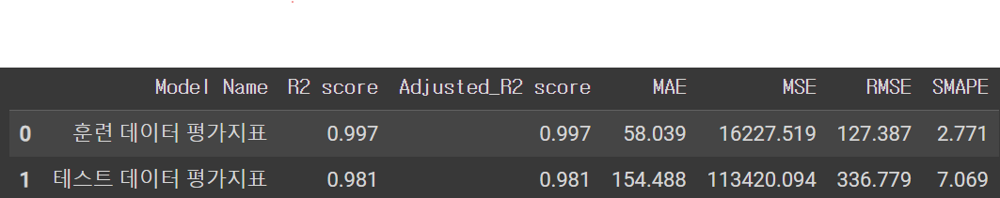 Model Name R2 score Adjusted_R2 score MAE MSE RMSE SMAPE
0 훈련 데이터 평가지표 0.997 0.997 58.039 16227.519 127.387 2.771
1 테스트 데이터 평가지표 0.981 0.981 154.488 113420.094 336.779 7.069